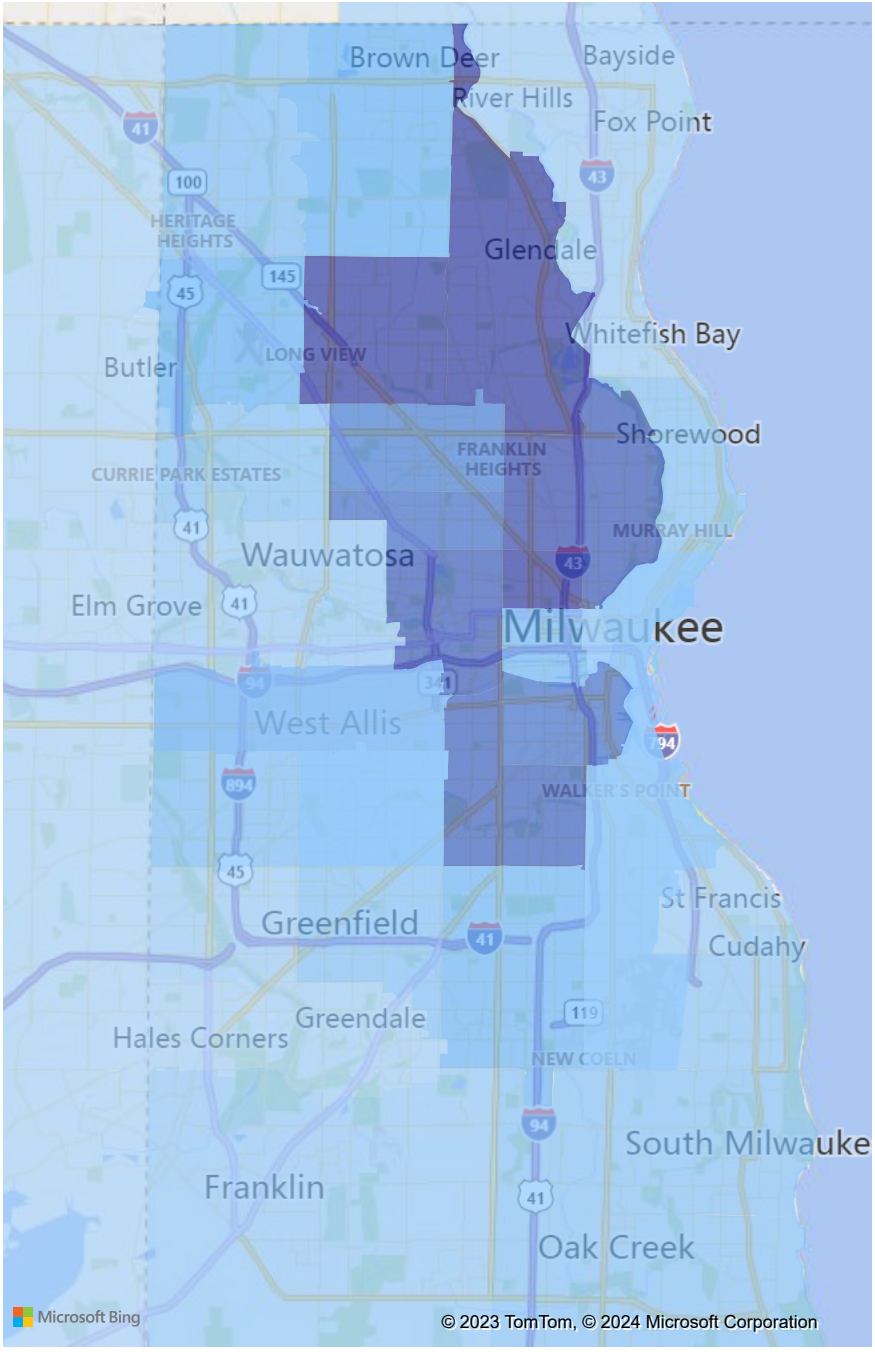 Brown Deer
Bayside
River Hills
Fox Point
41
43
100
HERITAGE
HEIGHTS
Glendale
145
45
Whitefish Bay
LONG VIEW
Butler
Shorewood
FRANKLIN
HEIGHTS
CURRIE PARK ESTATES
41
MURRAY HILL
Wauwatosa
43
Elm Grove
41
Milwaukee
94
341
West Allis
794
894
WALKER'S POINT
45
St Francis
Greenfield
41
Cudahy
119
Greendale
Hales Corners
NEW COELN
94
South Milwauke
Franklin
41
Oak Creek
Microsoft Bing
© 2023 TomTom, © 2024 Microsoft Corporation